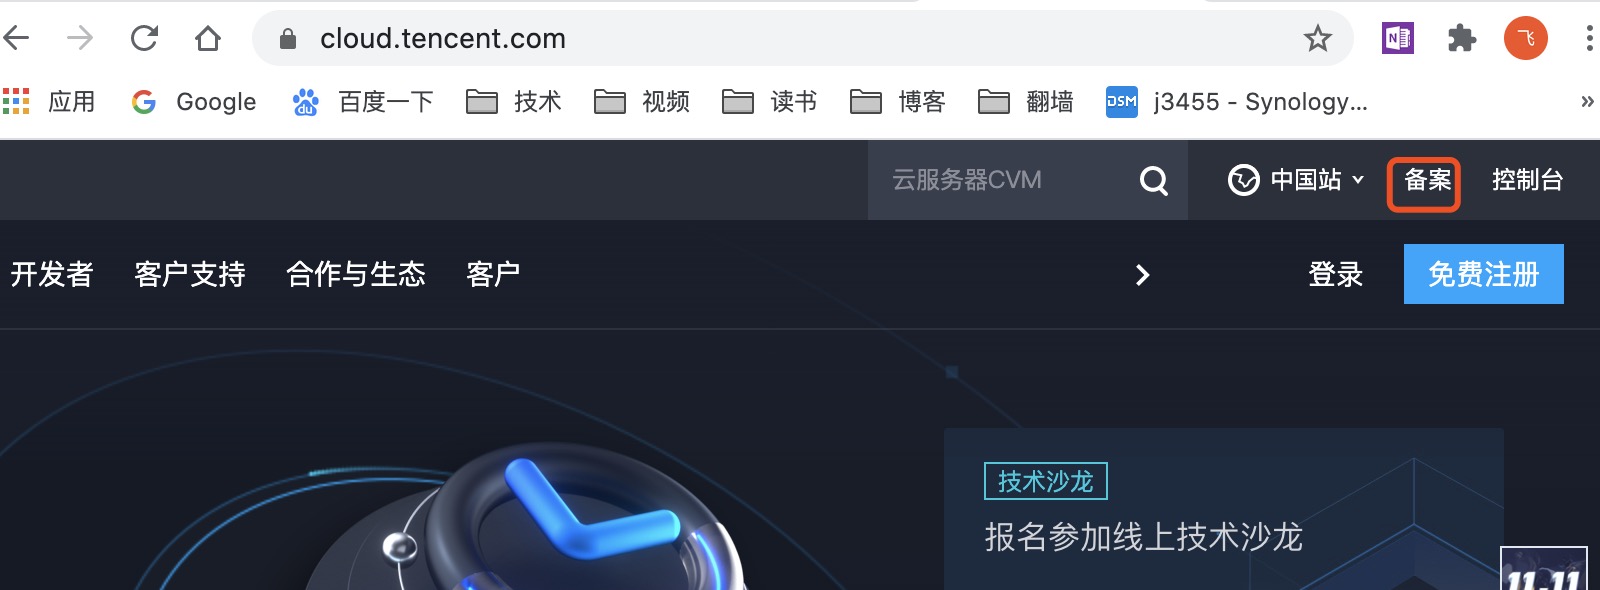 cloud.tencent.com
N
飞
应用 Google 百度一下 技术 视频 读书 博客 翻墙 DSM j3455 - Synology... »
du
云服务器CVM 中国站 备案 控制台
开发者 客户支持 合作与生态 客户 登录 免费注册
技术沙龙
报名参加线上技术沙龙
11.11